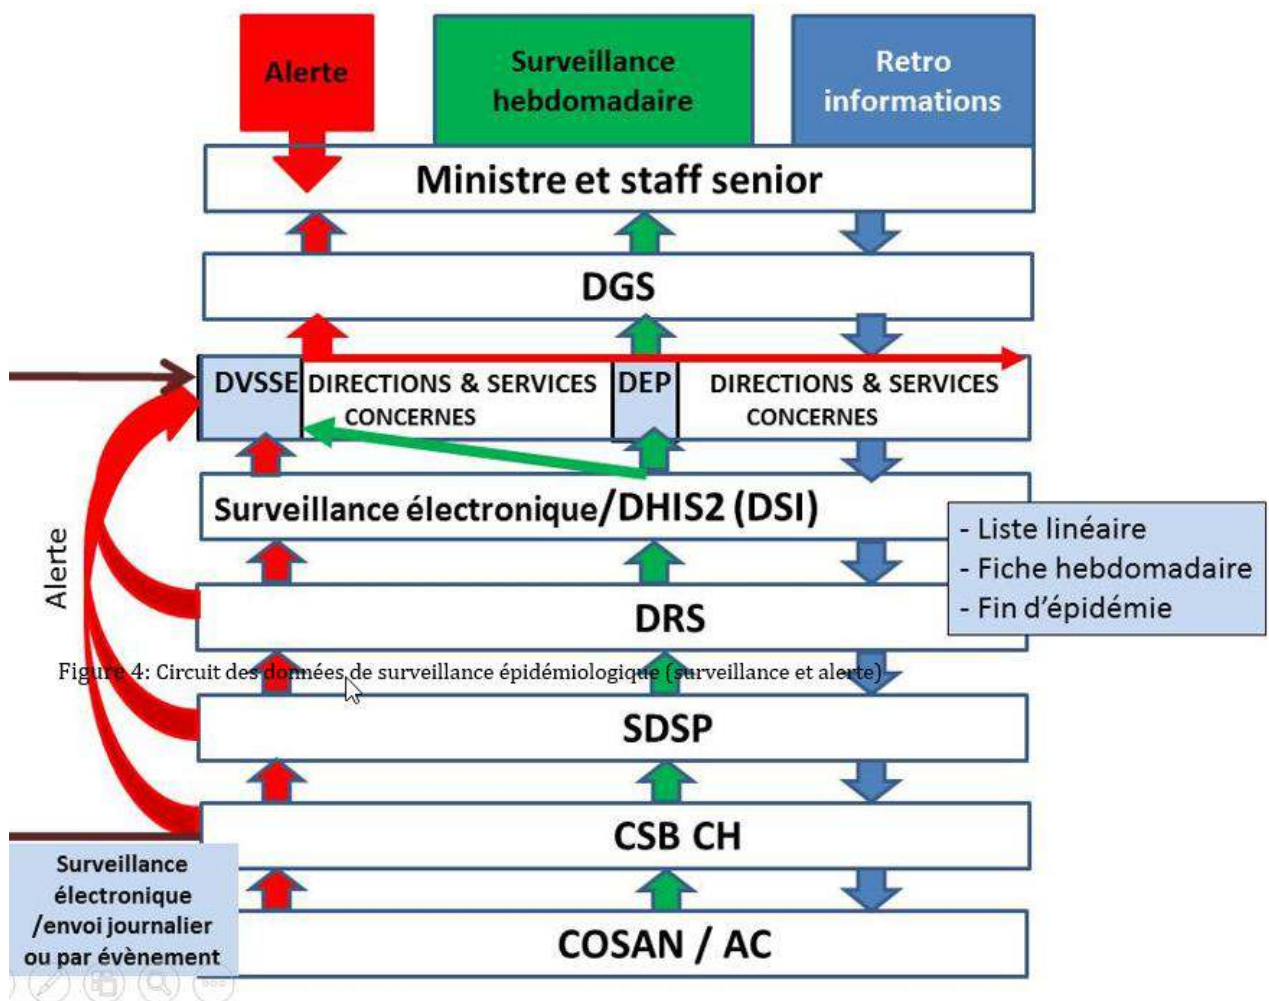 Alerte
Surveillance
hebdomadaire
Retro
informations
Ministre et staff senior
DGS
DVSSE
DIRECTIONS & SERVICES
CONCERNES
DEP
DIRECTIONS & SERVICES
CONCERNES
Surveillance électronique/DHIS2 (DSI)
- Liste linéaire
- Fiche hebdomadaire
- Fin d'épidémie
Alerte
DRS
Figure 4: Circuit des données de surveillance épidémiologique (surveillance et alerte)
SDSP
CSB CH
Surveillance
électronique
/envoi journalier
ou par évènement
COSAN / AC